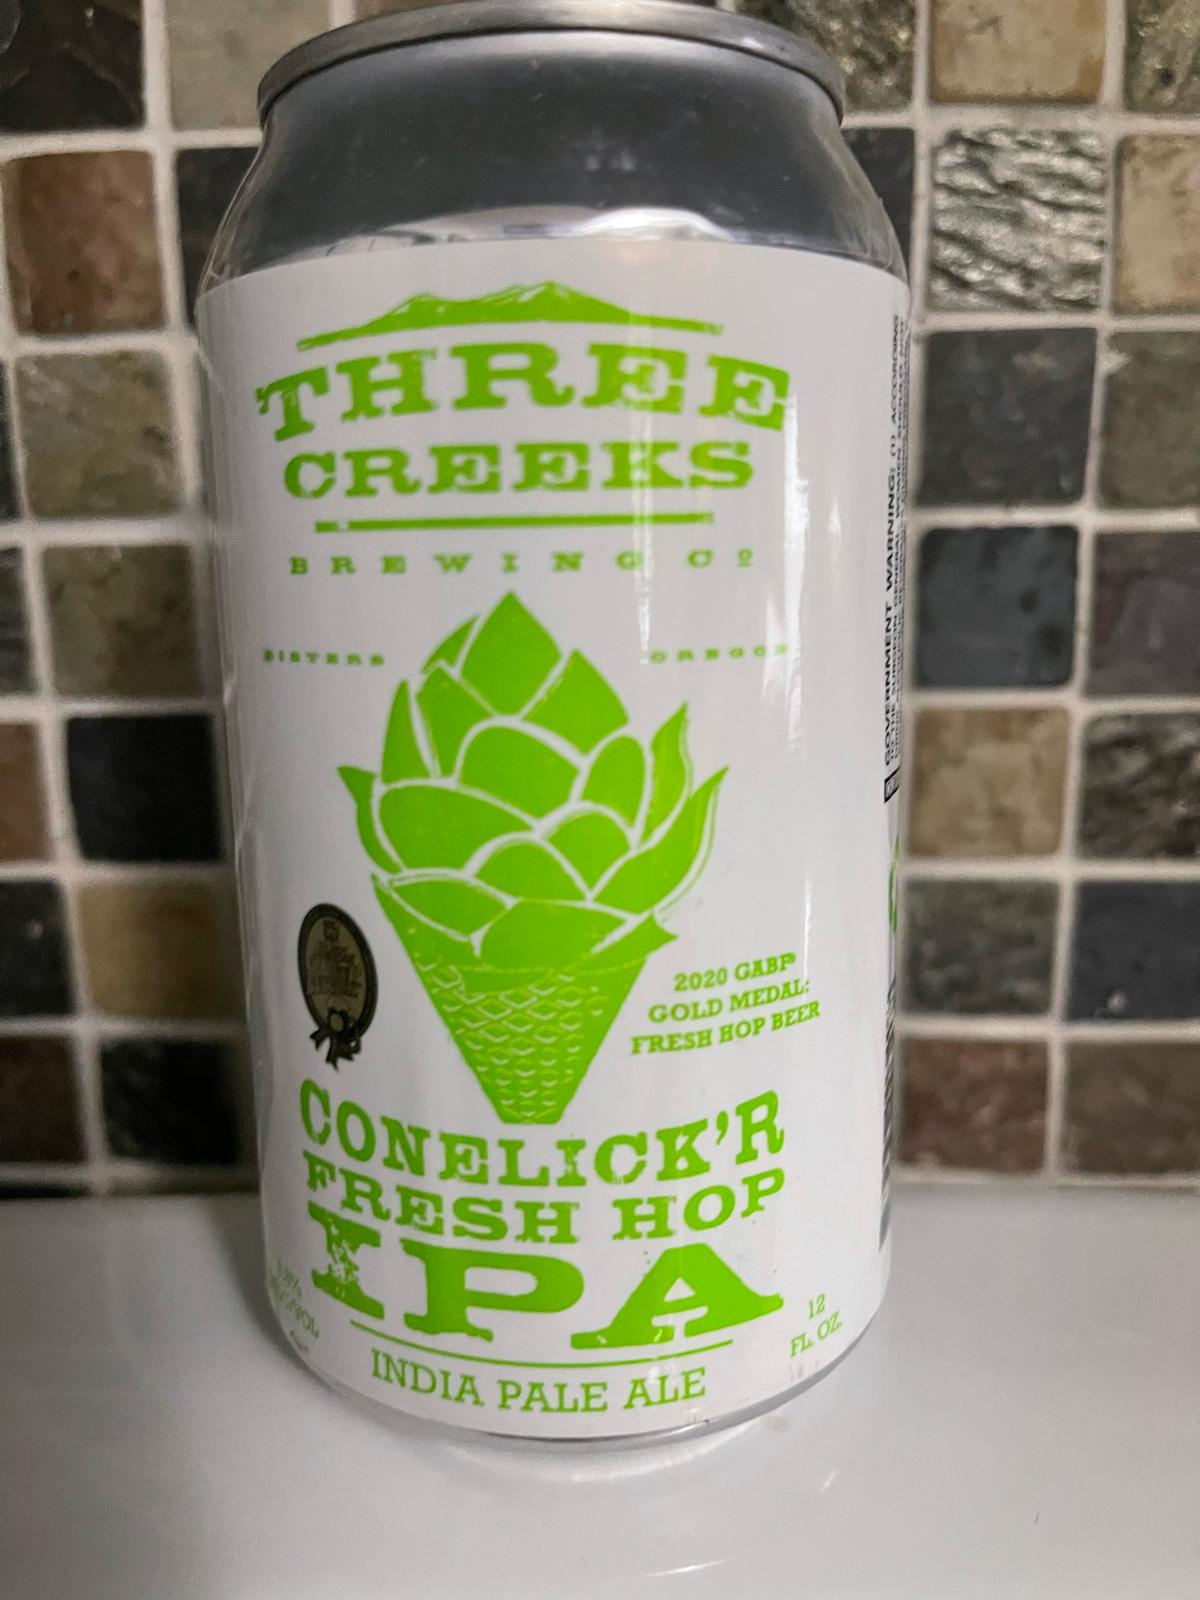 THREE
CREEKS
BREWING Cº
SISTERS OREGON
2020 GABF®
GOLD MEDAL:
FRESH HOP BEER
CONELICK'R
FRESH HOP
IPA
12
FL. OZ.
INDIA PALE ALE
GOVERNMENT WARNING: (1) ACCORDING